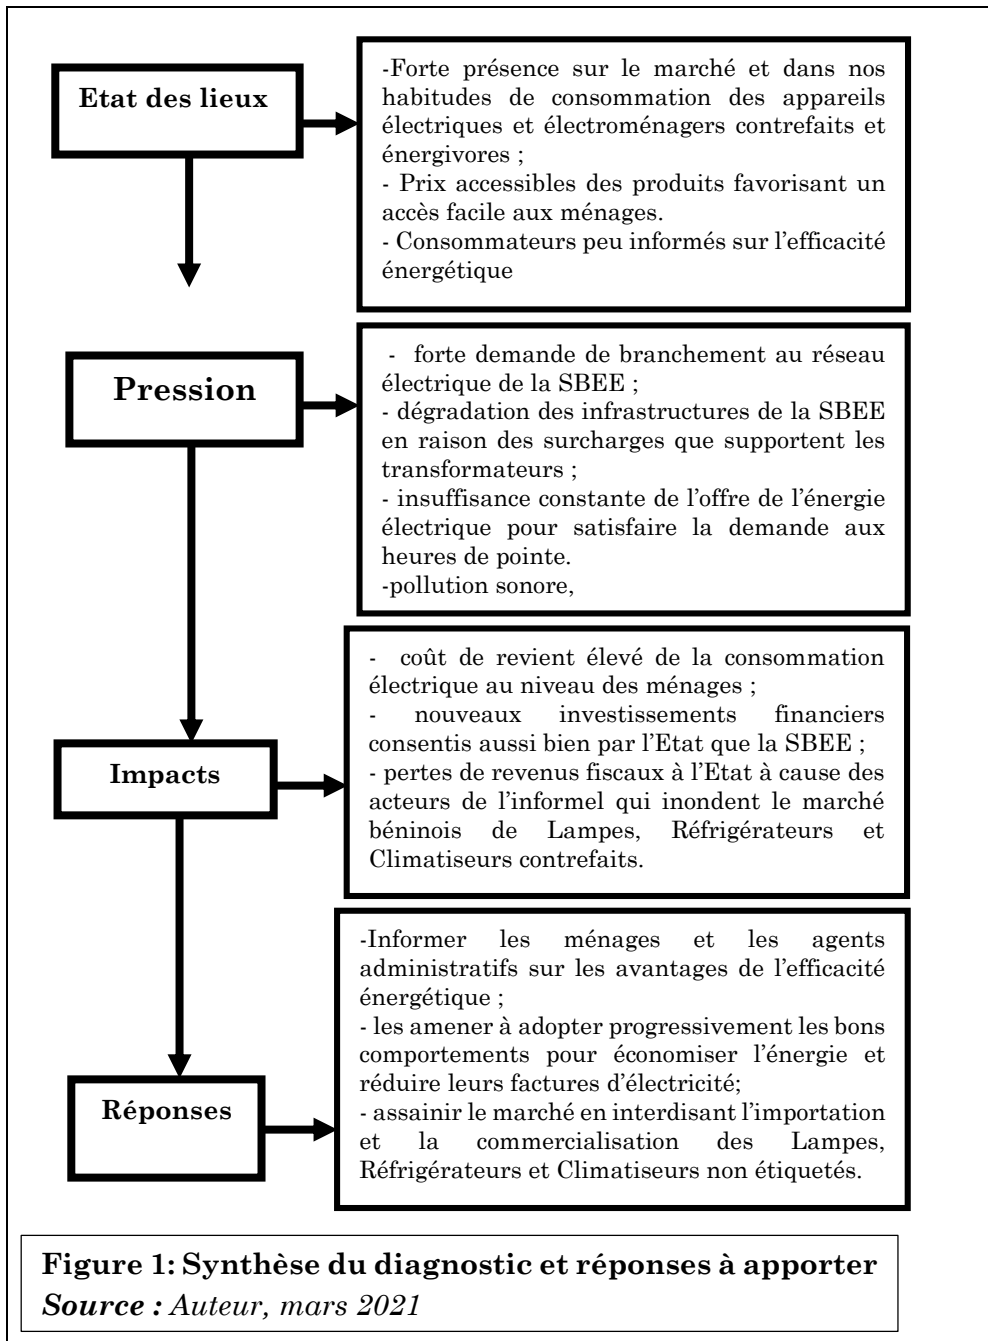 Etat des lieux
-Forte présence sur le marché et dans nos
habitudes de consommation des appareils
électriques et électroménagers contrefaits et
énergivores ;
- Prix accessibles des produits favorisant un
accès facile aux ménages.
- Consommateurs peu informés sur l'efficacité
énergétique
Pression
- forte demande de branchement au réseau
électrique de la SBEE ;
- dégradation des infrastructures de la SBEE
en raison des surcharges que supportent les
transformateurs ;
- insuffisance constante de l'offre de l'énergie
électrique pour satisfaire la demande aux
heures de pointe.
-pollution sonore,
Impacts
- coût de revient élevé de la consommation
électrique au niveau des ménages ;
- nouveaux investissements financiers
consentis aussi bien par l'Etat que la SBEE ;
- pertes de revenus fiscaux à l'Etat à cause des
acteurs de l'informel qui inondent le marché
béninois de Lampes, Réfrigérateurs et
Climatiseurs contrefaits.
Réponses
-Informer les ménages et les agents
administratifs sur les avantages de l'efficacité
énergétique ;
- les amener à adopter progressivement les bons
comportements pour économiser l'énergie et
réduire leurs factures d'électricité;
- assainir le marché en interdisant l'importation
et la commercialisation des Lampes,
Réfrigérateurs et Climatiseurs non étiquetés.
Figure 1: Synthèse du diagnostic et réponses à apporter
Source : Auteur, mars 2021